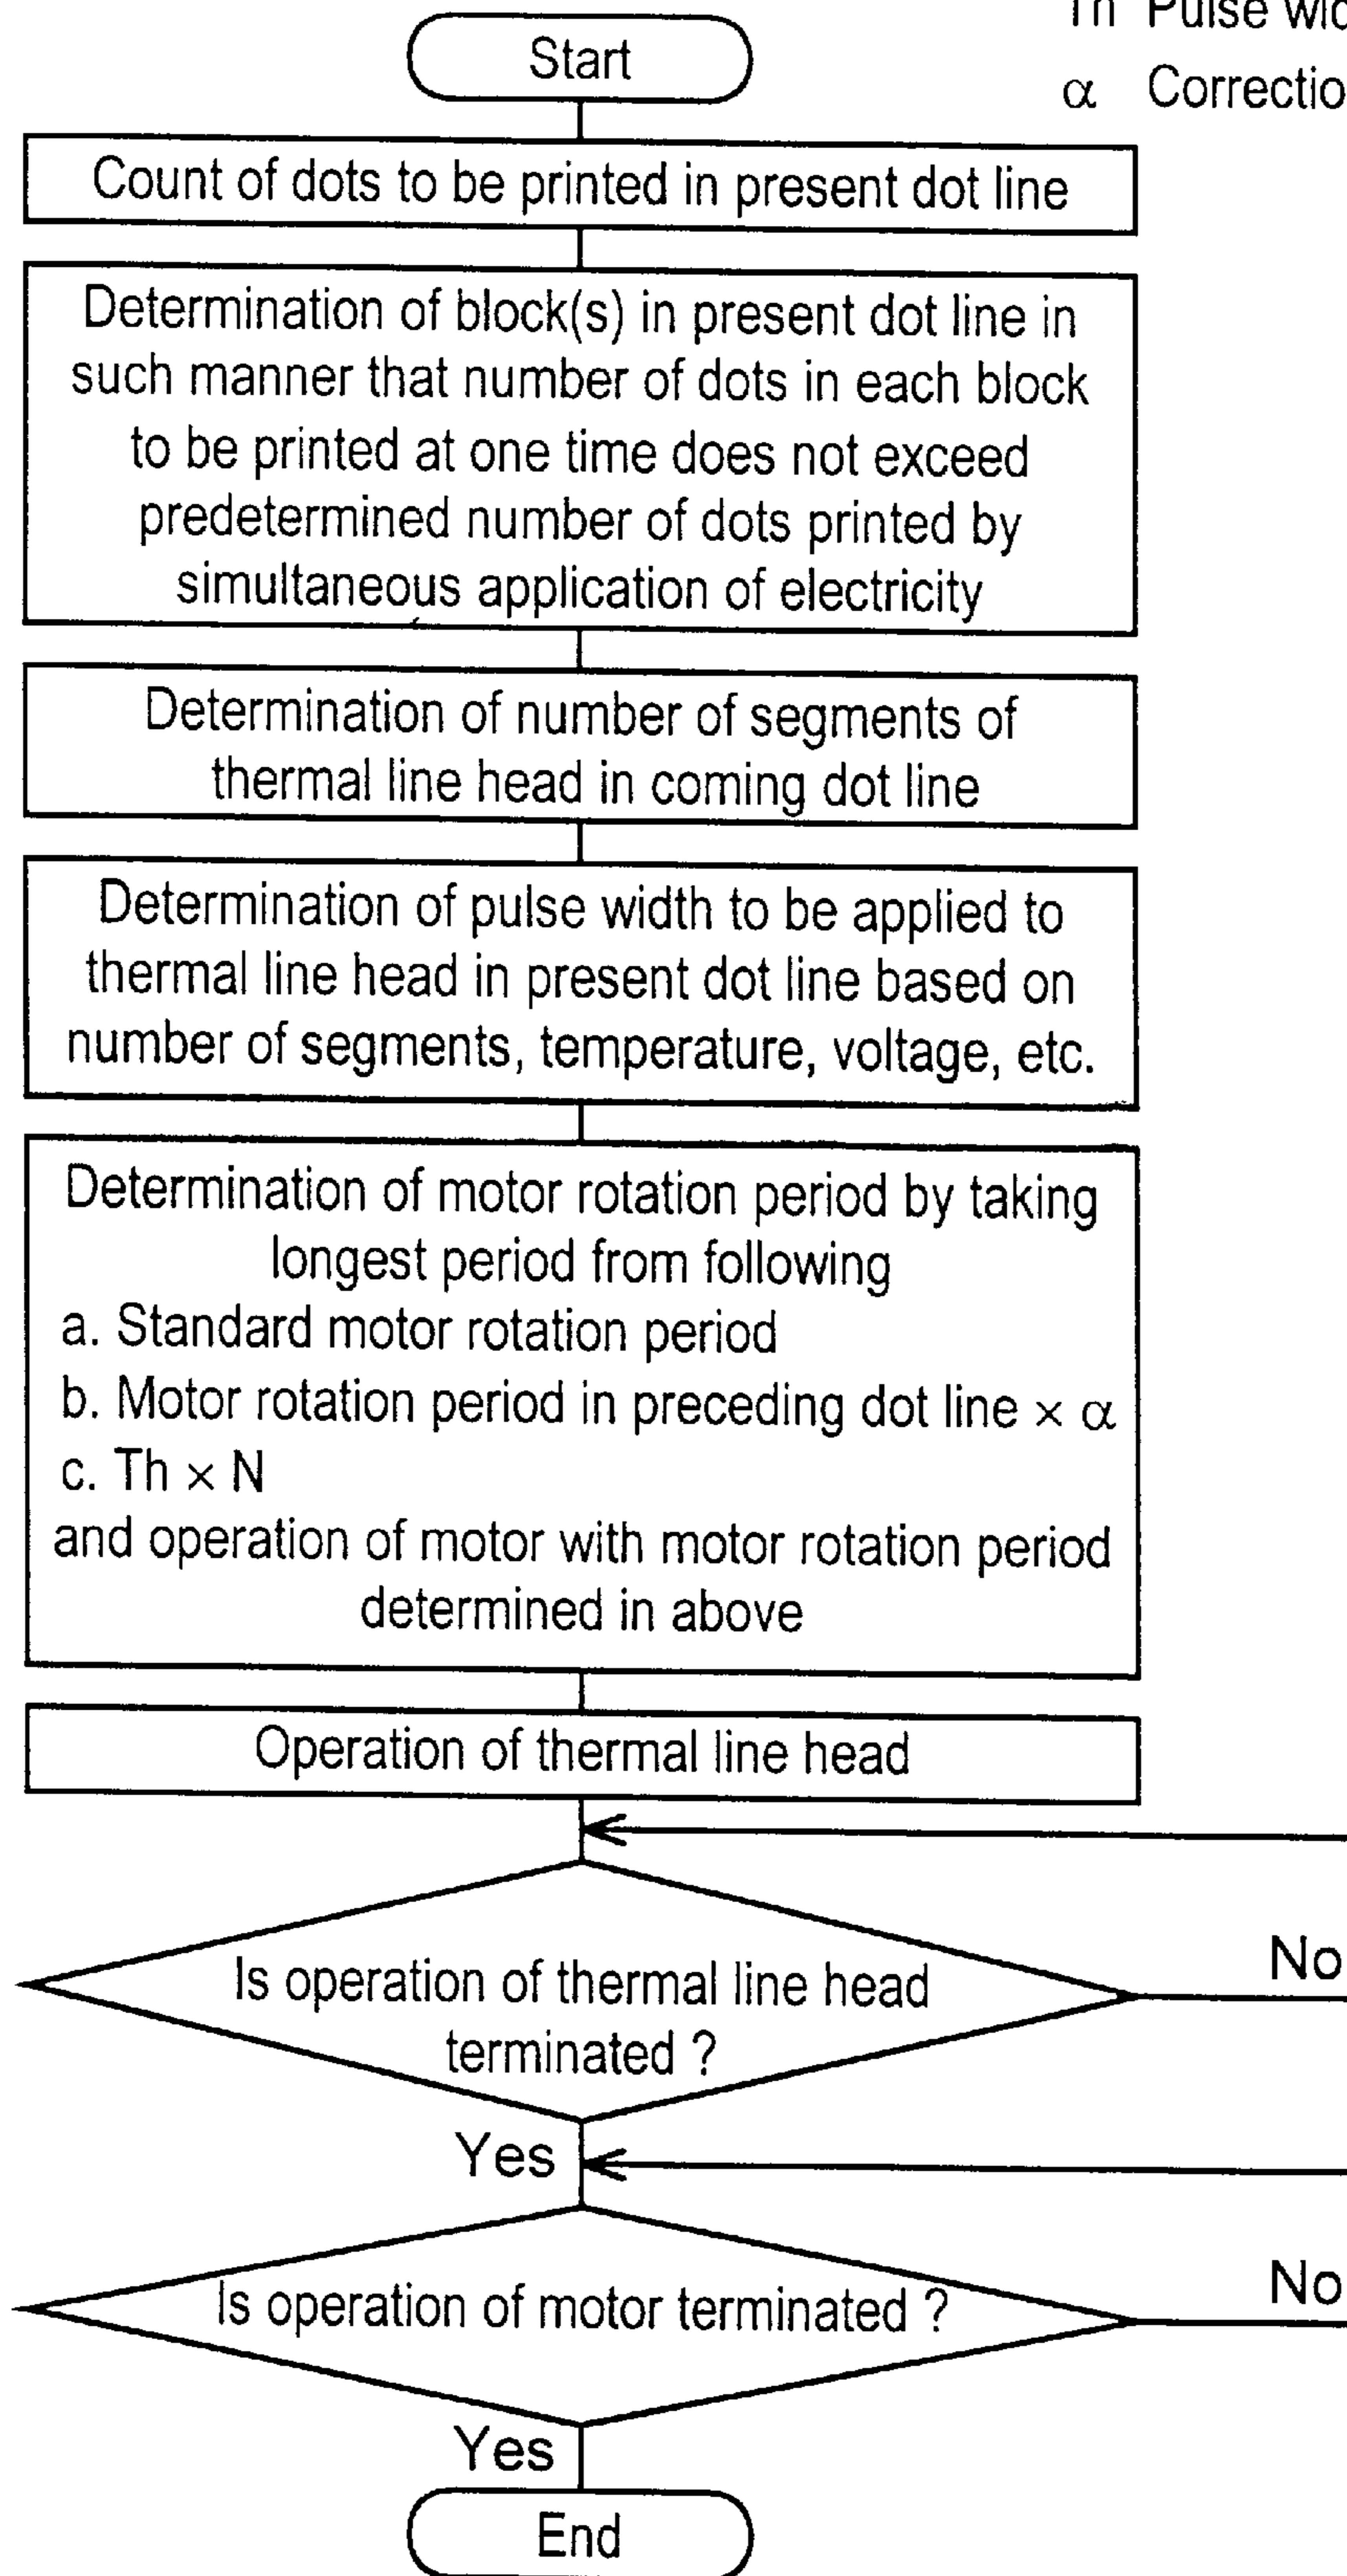 Th Pulse
α
Start
Count of dots to be printed in present dot line
Determination of block(s) in present dot line in
such manner that number of dots in each block
to be printed at one time does not exceed
predetermined number of dots printed by
simultaneous application of electricity
Determination of number of segments of
thermal line head in coming dot line
Determination of pulse width to be applied to
thermal line head in present dot line based on
number of segments, temperature, voltage, etc.
Determination of motor rotation period by taking
longest period from following
a. Standard motor rotation period
b. Motor rotation period in preceding dot line × α
c. Th × N
and operation of motor with motor rotation period
determined in above
Operation of thermal line head
No
Is operation of thermal line head
terminated ?
Yes
No
Is operation of motor terminated ?
Yes
End